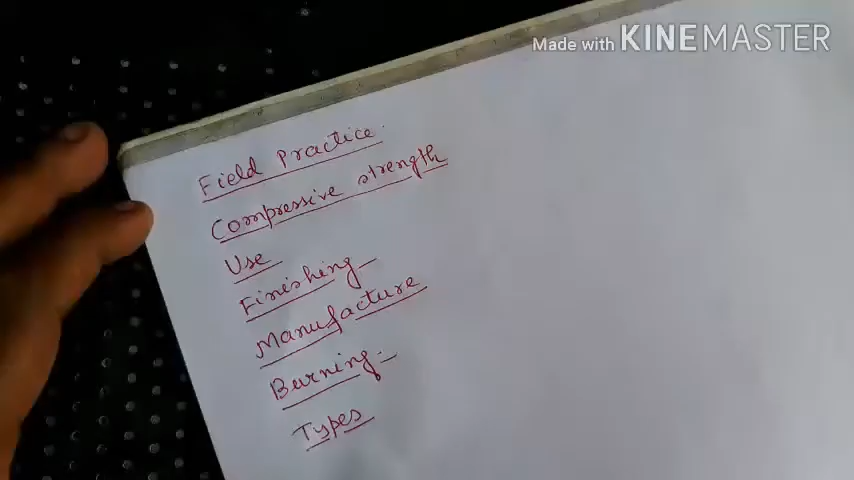 Made with KINEMASTER
Field Practice.
Compressive strength
Use
Finishing
Manufacture
Burning:-
Types